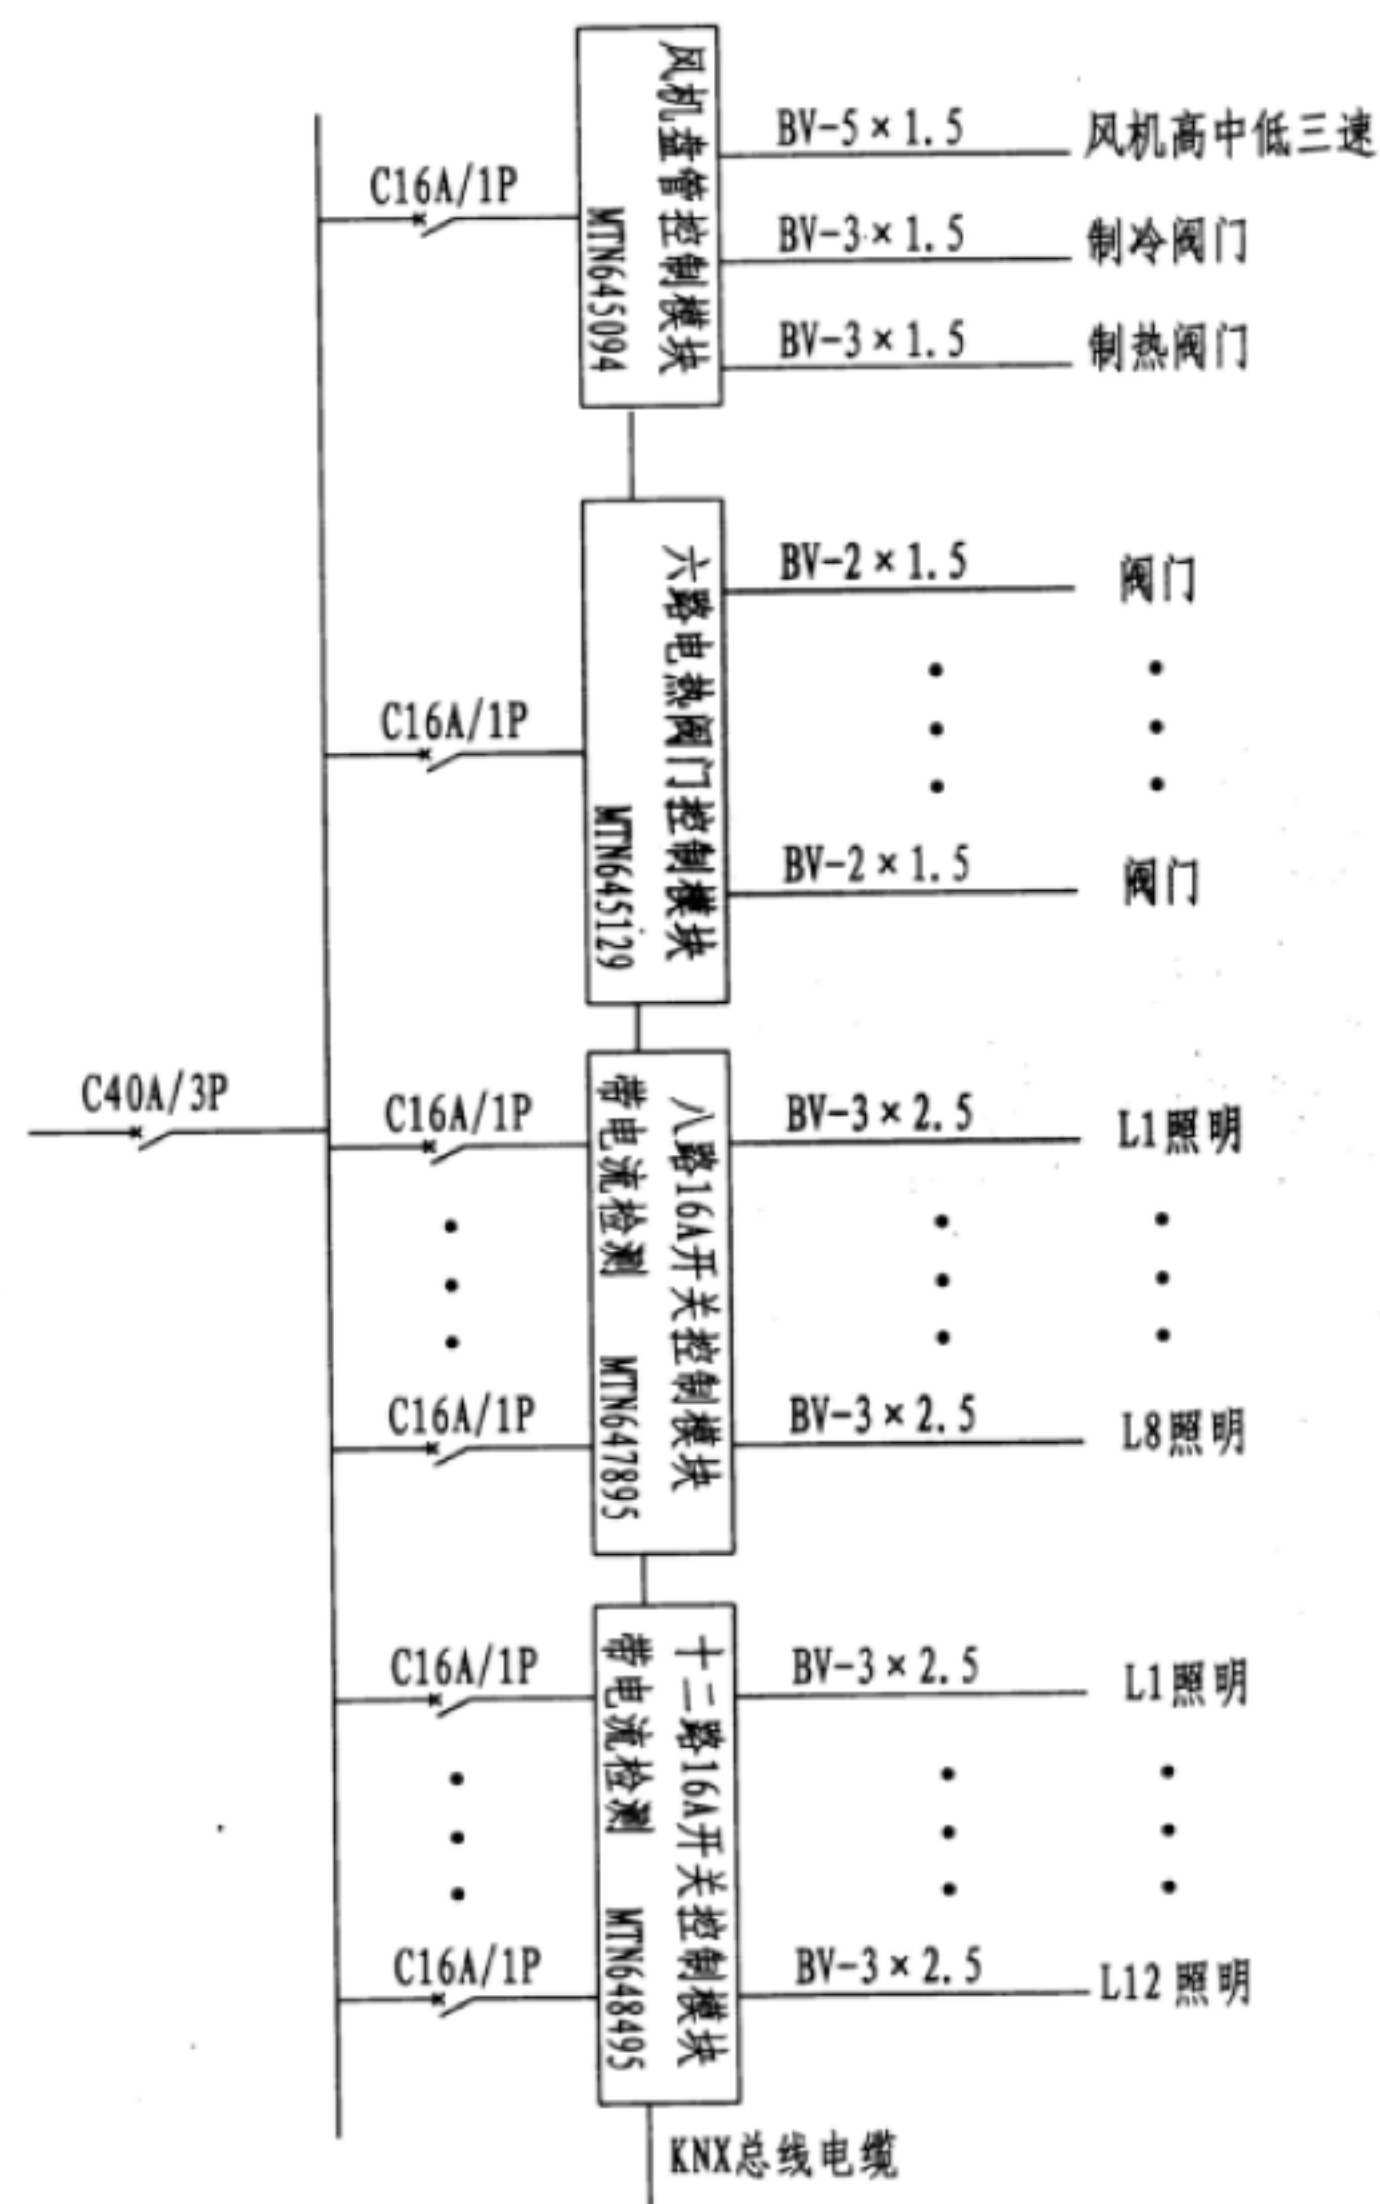 风机盘管控制模块
MTN645094
C16A/1P
BV-5×1.5
风机高中低三速
BV-3×1.5
制冷阀门
BV-3×1.5
制热阀门
六路电热阀门控制模块
MTN645129
C16A/1P
BV-2×1.5
阀门
BV-2×1.5
阀门
C40A/3P
八路16A开关控制模块
带电流检测 MTN647895
C16A/1P
BV-3×2.5
L1照明
C16A/1P
BV-3×2.5
L8照明
十二路16A开关控制模块
带电流检测 MTN648495
C16A/1P
BV-3×2.5
L1照明
C16A/1P
BV-3×2.5
L12照明
KNX总线电缆